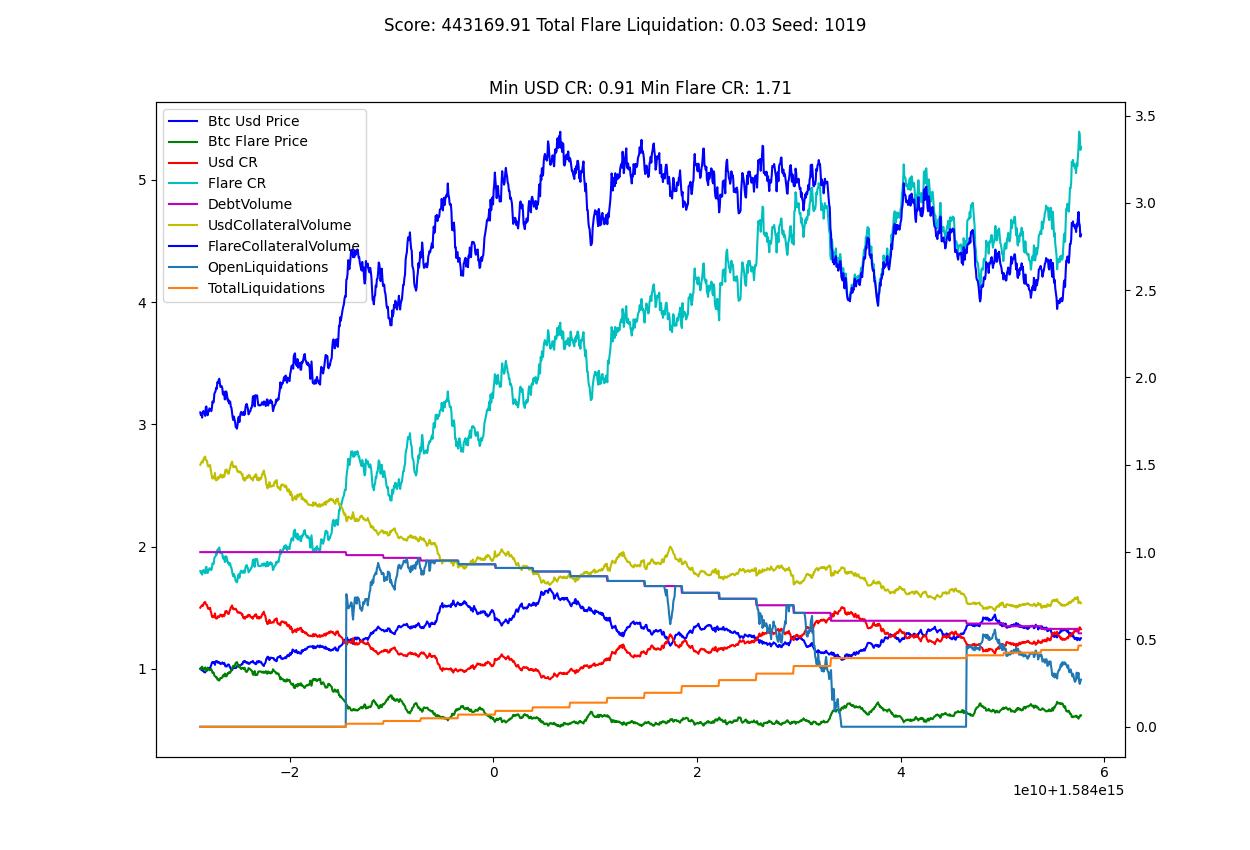 Score: 443169.91 Total Flare Liquidation: 0.03 Seed: 1019
Min USD CR: 0.91 Min Flare CR: 1.71
Btc Usd Price
Btc Flare Price
Usd CR
Flare CR
DebtVolume
UsdCollateralVolume
FlareCollateralVolume
OpenLiquidations
TotalLiquidations
5
4
3
2
1
3.5
3.0
2.5
2.0
1.5
1.0
0.5
0.0
−2
0
2
4
6
1e10+1.584e15